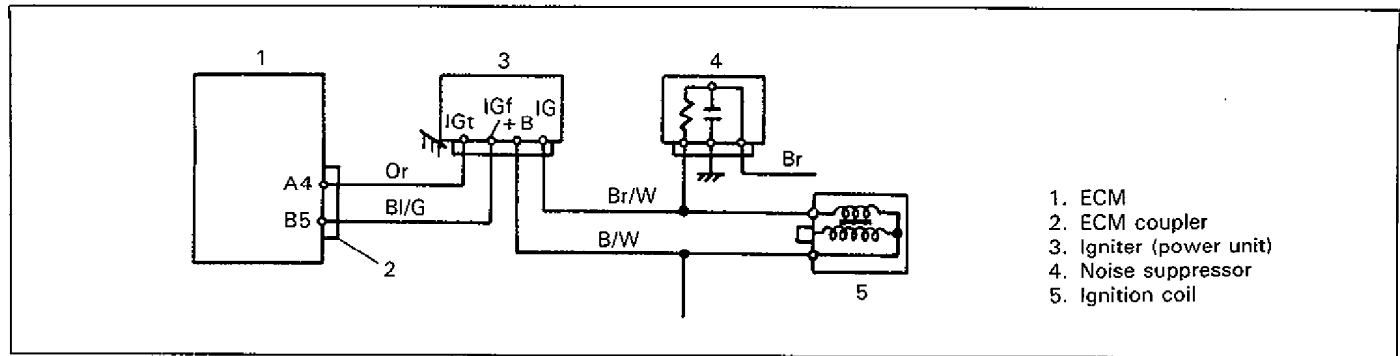 1
3
4
IGt
IGf
+ B
IG
A4
Or
B5
Bl/G
2
Br/W
B/W
Br
5
1. ECM
2. ECM coupler
3. Igniter (power unit)
4. Noise suppressor
5. Ignition coil